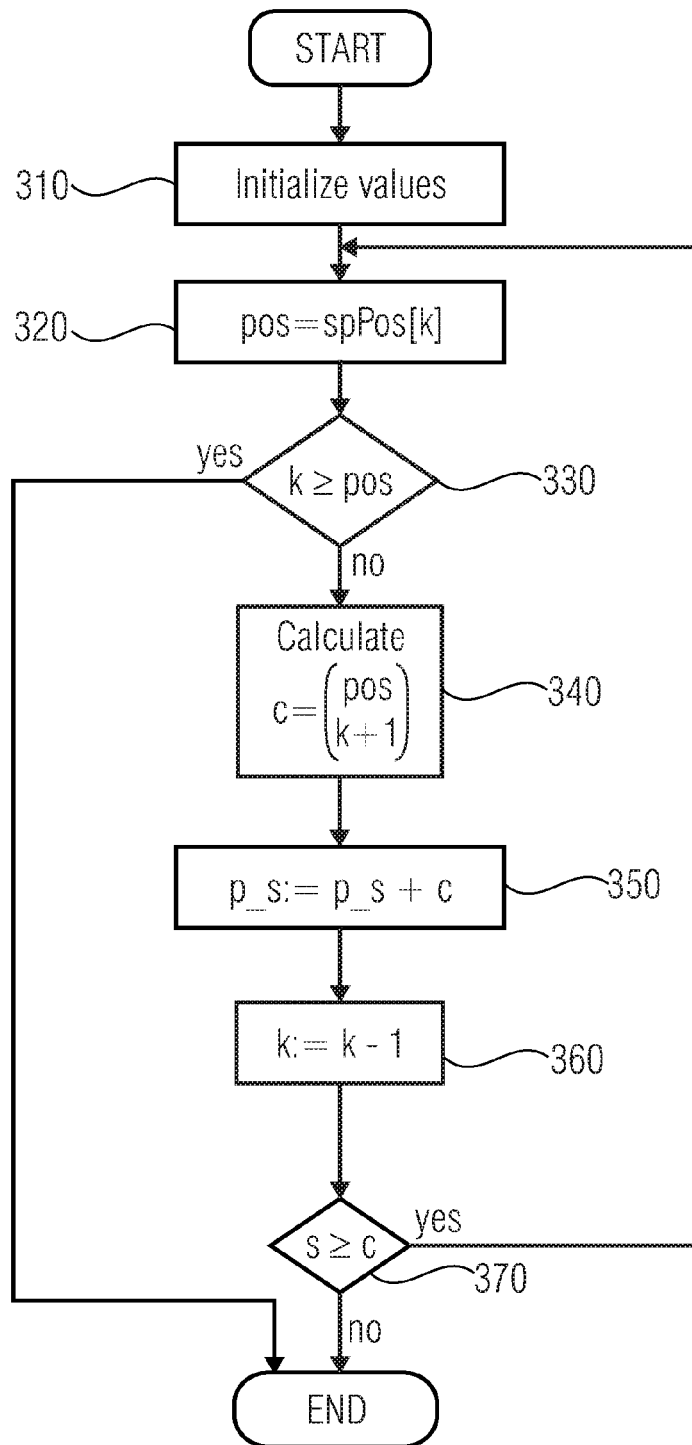 START
310
Initialize values
320
pos=spPos[k]
yes
k ≥ pos
330
no
Calculate
c=(pos
k+1)
340
p_s:= p_s + c
350
k:= k - 1
360
s ≥ c
yes
370
no
END